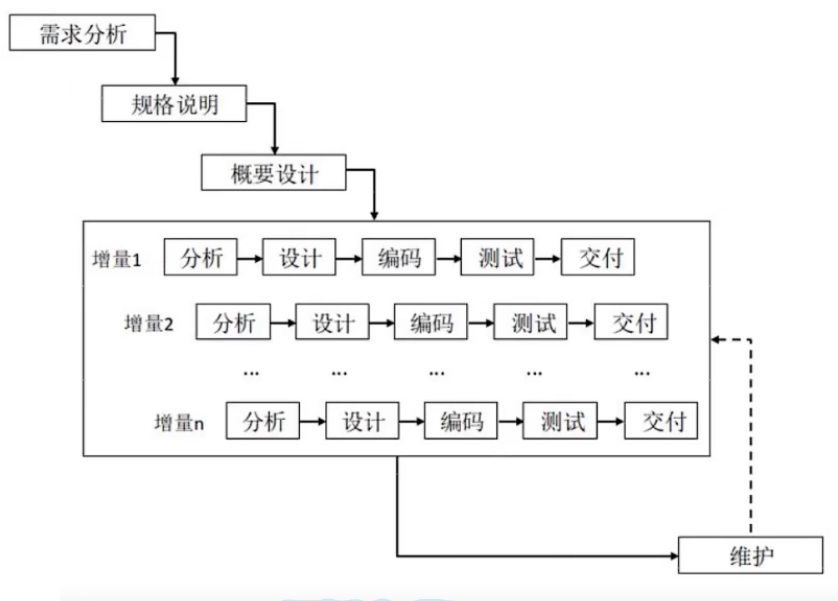 需求分析
规格说明
概要设计
增量1 分析 设计 编码 测试 交付
增量2 分析 设计 编码 测试 交付
... ... ... ... ...
增量n 分析 设计 编码 测试 交付
维护